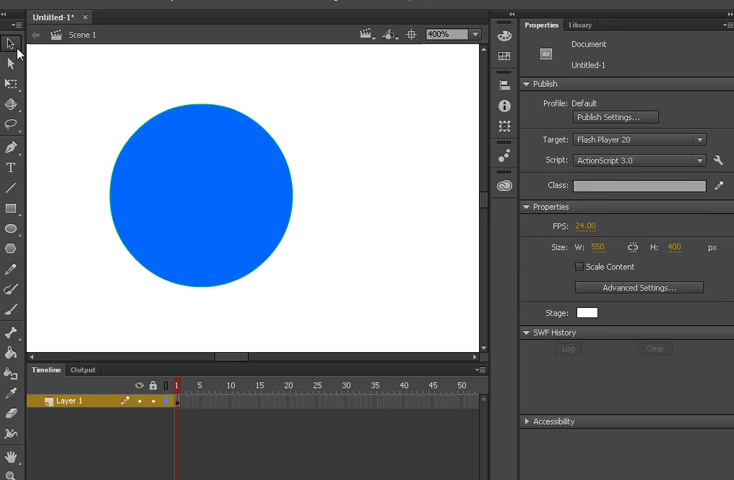 Untitled-1* ×
Scene 1
400%
Properties Library
Document
Untitled-1
Publish
Profile: Default
Publish Settings...
Target: Flash Player 20
Script: ActionScript 3.0
Class:
Properties
FPS: 24.00
Size: W: 550 H: 400 px
Scale Content
Advanced Settings...
Stage:
SWF History
Log Clear
Accessibility
Timeline Output
1 5 10 15 20 25 30 35 40 45 50
Layer 1